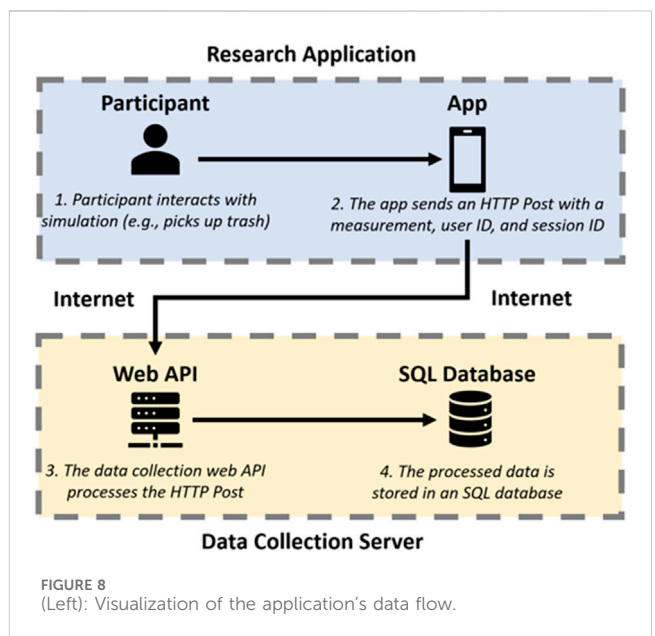 Research Application
Participant
App
1. Participant interacts with
simulation (e.g., picks up trash)
2. The app sends an HTTP Post with a
measurement, user ID, and session ID
Internet
Internet
Web API
SQL Database
3. The data collection web API
processes the HTTP Post
4. The processed data is
stored in an SQL database
Data Collection Server
FIGURE 8
(Left): Visualization of the application's data flow.